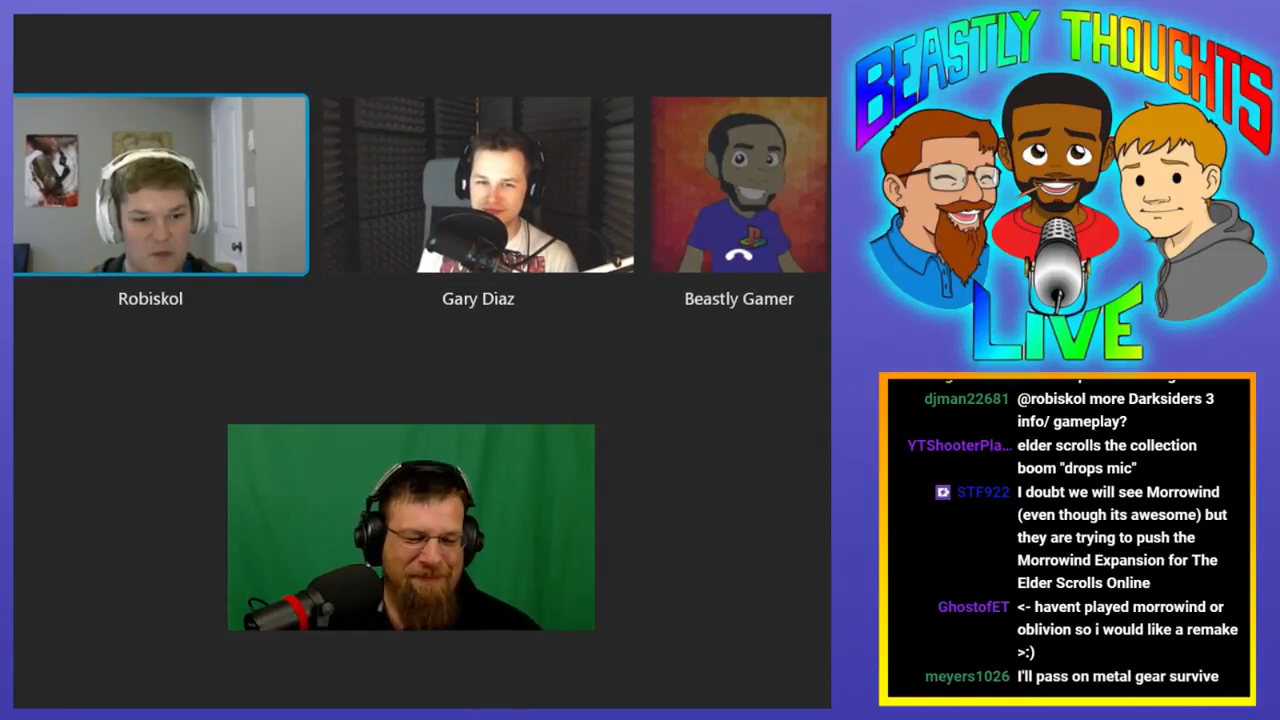 BEASTLY THOUGHTS
LIVE
Robiskol
Gary Diaz
Beastly Gamer
djman22681 @robiskol more Darksiders 3
info/ gameplay?
YTShooterPla... elder scrolls the collection
boom "drops mic"
STF922 I doubt we will see Morrowind
(even though its awesome) but
they are trying to push the
Morrowind Expansion for The
Elder Scrolls Online
GhostofET <- havent played morrowind or
oblivion so i would like a remake
>:)
meyers1026 I'll pass on metal gear survive